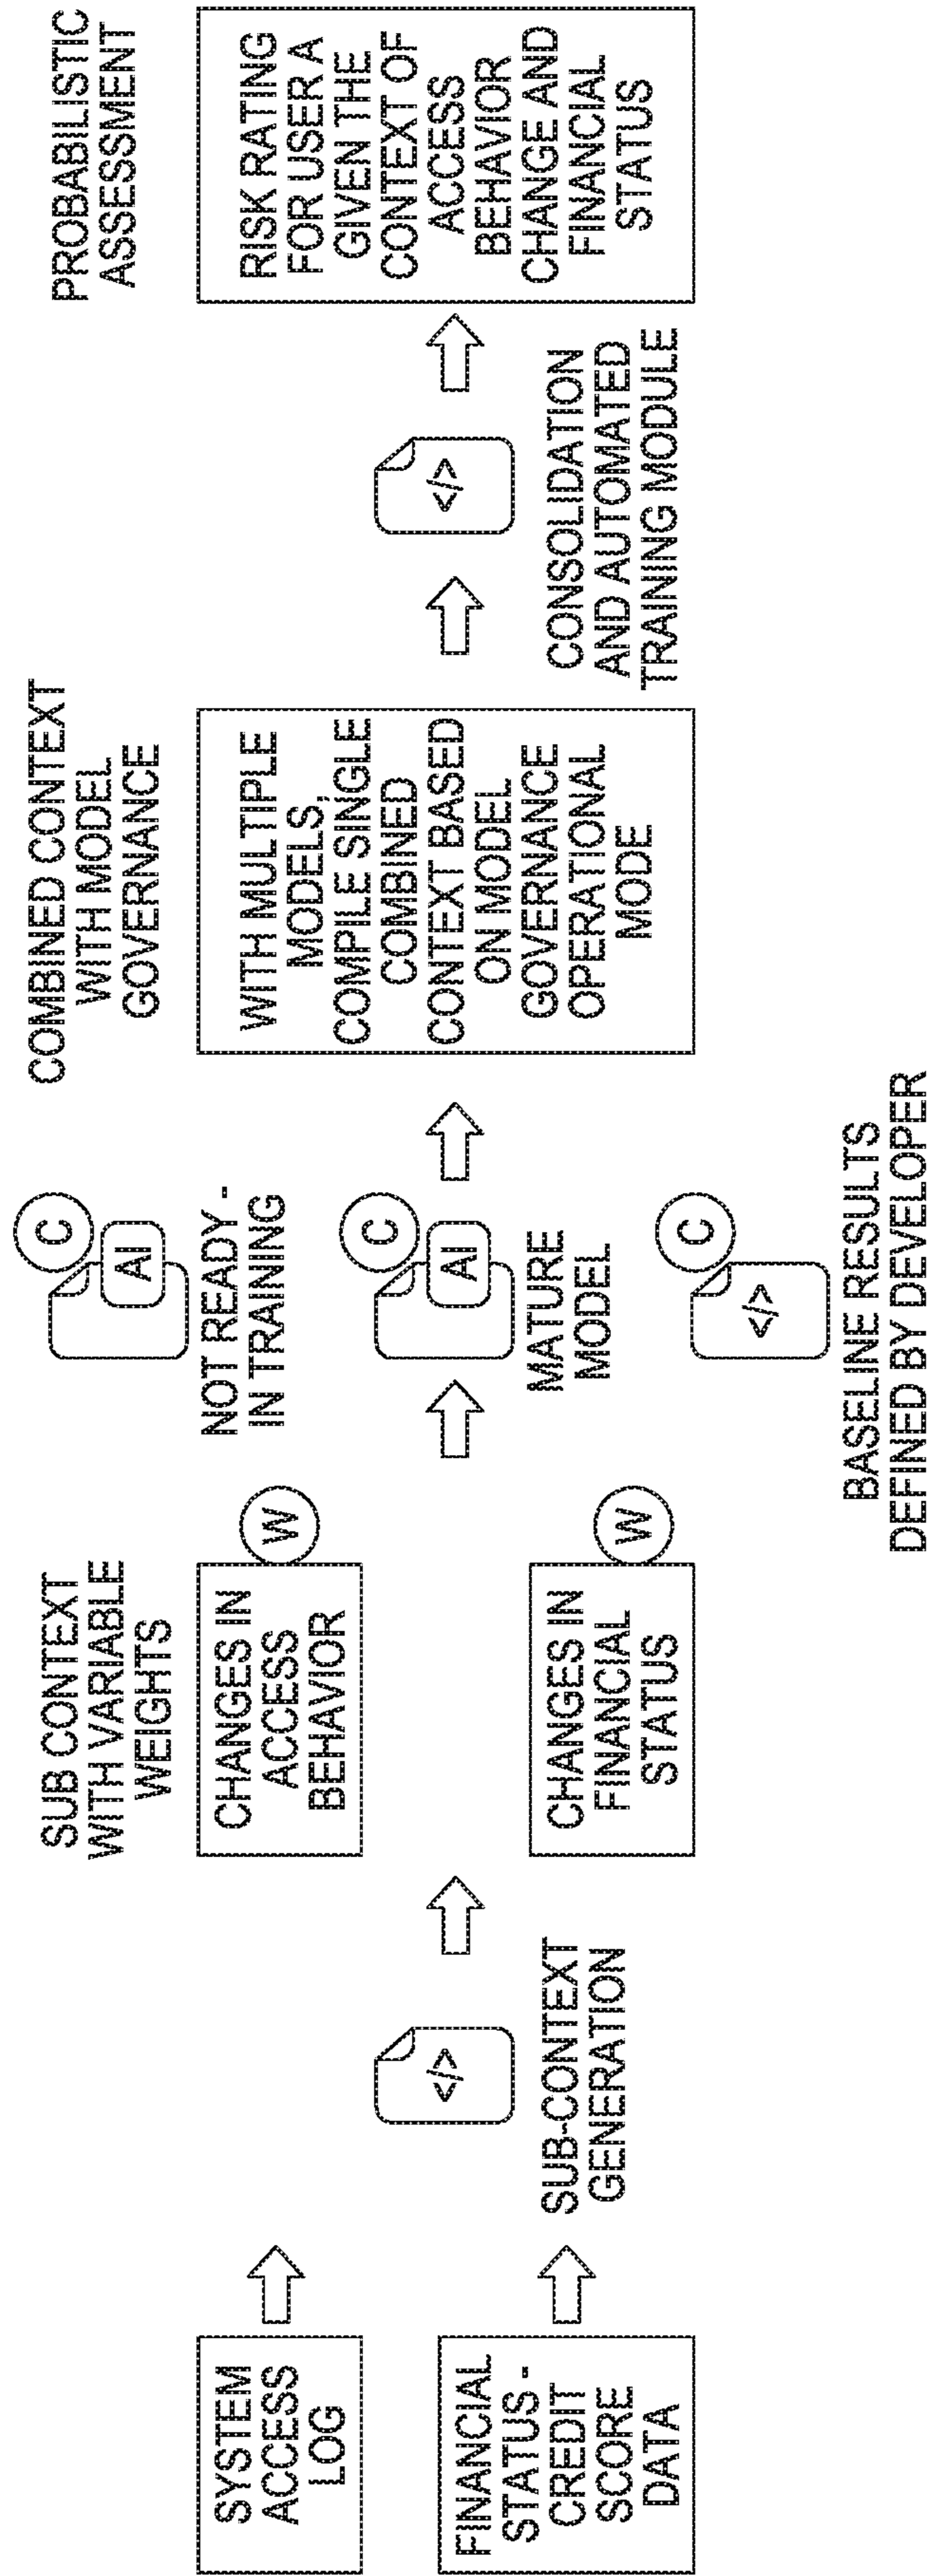 SYSTEM
ACCESS
LOG
FINANCIAL
STATUS -
CREDIT
SCORE
DATA
</>
SUB-CONTEXT
GENERATION
SUB CONTEXT
WITH VARIABLE
WEIGHTS
CHANGES IN
ACCESS
BEHAVIOR
W
CHANGES IN
FINANCIAL
STATUS
W
C
AI
NOT READY -
IN TRAINING
C
AI
MATURE
MODEL
C
</>
BASELINE RESULTS
DEFINED BY DEVELOPER
COMBINED CONTEXT
WITH MODEL
GOVERNANCE
WITH MULTIPLE
MODELS,
COMPILE SINGLE
COMBINED
CONTEXT BASED
ON MODEL
GOVERNANCE
OPERATIONAL
MODE
</>
CONSOLIDATION
AND AUTOMATED
TRAINING MODULE
PROBABILISTIC
ASSESSMENT
RISK RATING
FOR USER A
GIVEN THE
CONTEXT OF
ACCESS
BEHAVIOR
CHANGE AND
FINANCIAL
STATUS